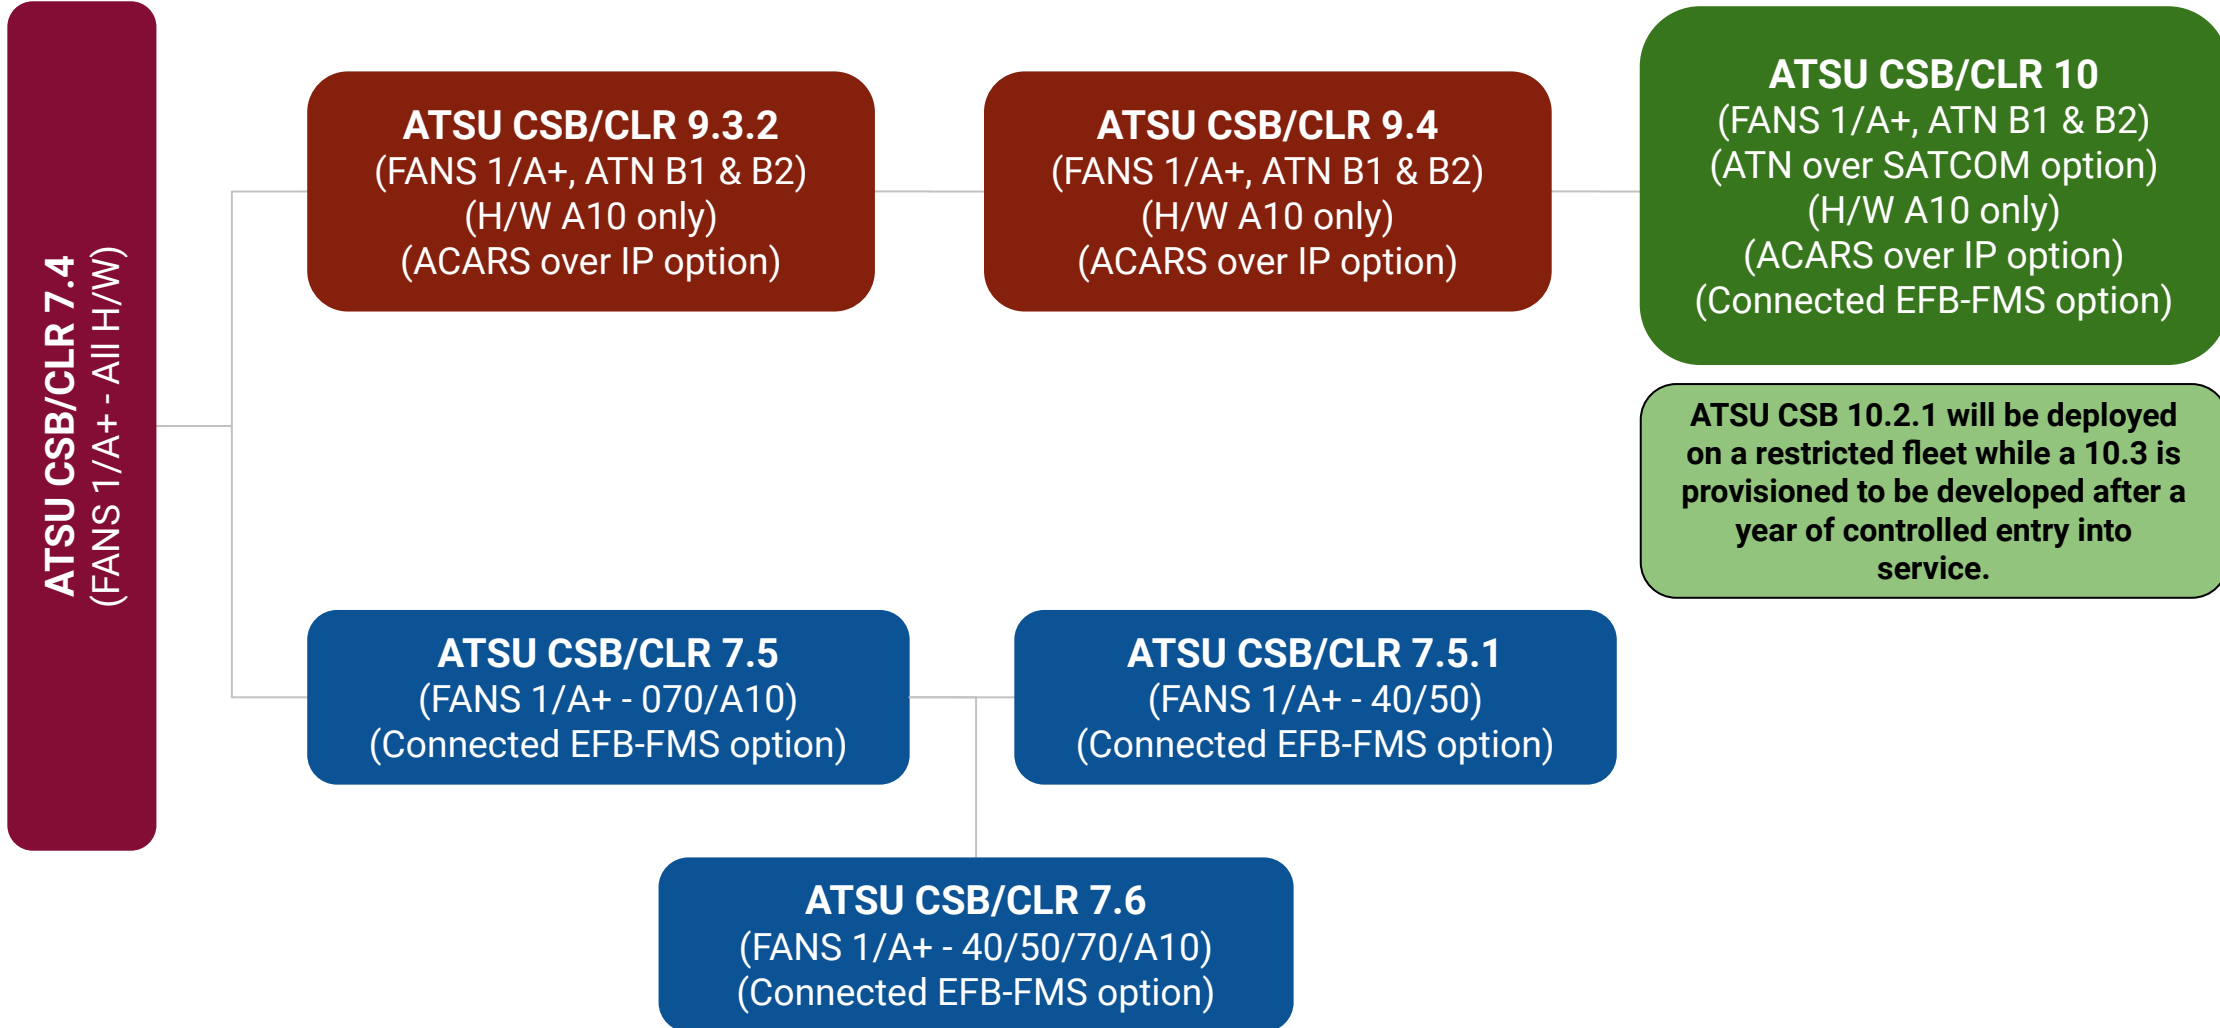 ATSU CSB/CLR 7.4
(FANS 1/A+ - All H/W)
ATSU CSB/CLR 9.3.2
(FANS 1/A+, ATN B1 & B2)
(H/W A10 only)
(ACARS over IP option)
ATSU CSB/CLR 9.4
(FANS 1/A+, ATN B1 & B2)
(H/W A10 only)
(ACARS over IP option)
ATSU CSB/CLR 10
(FANS 1/A+, ATN B1 & B2)
(ATN over SATCOM option)
(H/W A10 only)
(ACARS over IP option)
(Connected EFB-FMS option)
ATSU CSB 10.2.1 will be deployed
on a restricted fleet while a 10.3 is
provisioned to be developed after a
year of controlled entry into
service.
ATSU CSB/CLR 7.5
(FANS 1/A+ - 070/A10)
(Connected EFB-FMS option)
ATSU CSB/CLR 7.5.1
(FANS 1/A+ - 40/50)
(Connected EFB-FMS option)
ATSU CSB/CLR 7.6
(FANS 1/A+ - 40/50/70/A10)
(Connected EFB-FMS option)